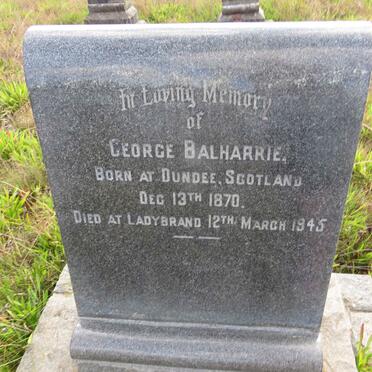 In Loving Memory
of
GEORGE BALHARRIE.
BORN AT DUNDEE, SCOTLAND
DEC 13TH 1870.
DIED AT LADYBRAND 12TH MARCH 1945